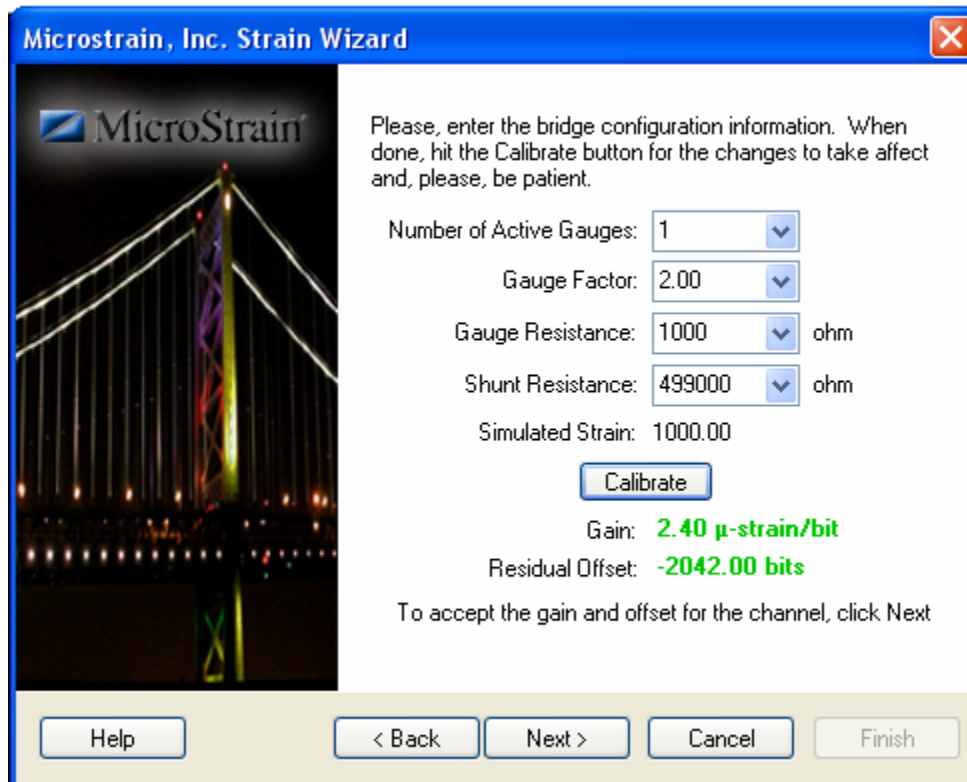 Microstrain, Inc. Strain Wizard
MicroStrain
Please, enter the bridge configuration information. When
done, hit the Calibrate button for the changes to take affect
and, please, be patient.
Number of Active Gauges: 1
Gauge Factor: 2.00
Gauge Resistance: 1000 ohm
Shunt Resistance: 499000 ohm
Simulated Strain: 1000.00
Calibrate
Gain: 2.40 µ-strain/bit
Residual Offset: -2042.00 bits
To accept the gain and offset for the channel, click Next
Help < Back Next > Cancel Finish